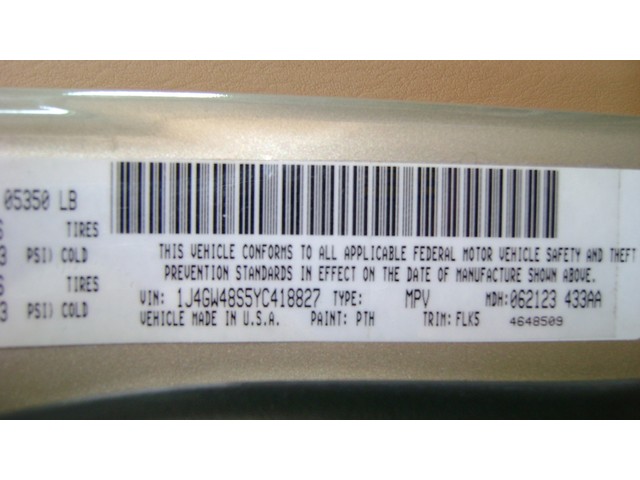 05350 LB
TIRES
PSI) COLD
TIRES
PSI) COLD
THIS VEHICLE CONFORMS TO ALL APPLICABLE FEDERAL MOTOR VEHICLE SAFETY AND THEFT
PREVENTION STANDARDS IN EFFECT ON THE DATE OF MANUFACTURE SHOWN ABOVE.
VIN: 1J4GW48S5YC418827 TYPE: MPV MDH:062123 433AA
VEHICLE MADE IN U.S.A. PAINT: PTH TRIM: FLK5 4648509